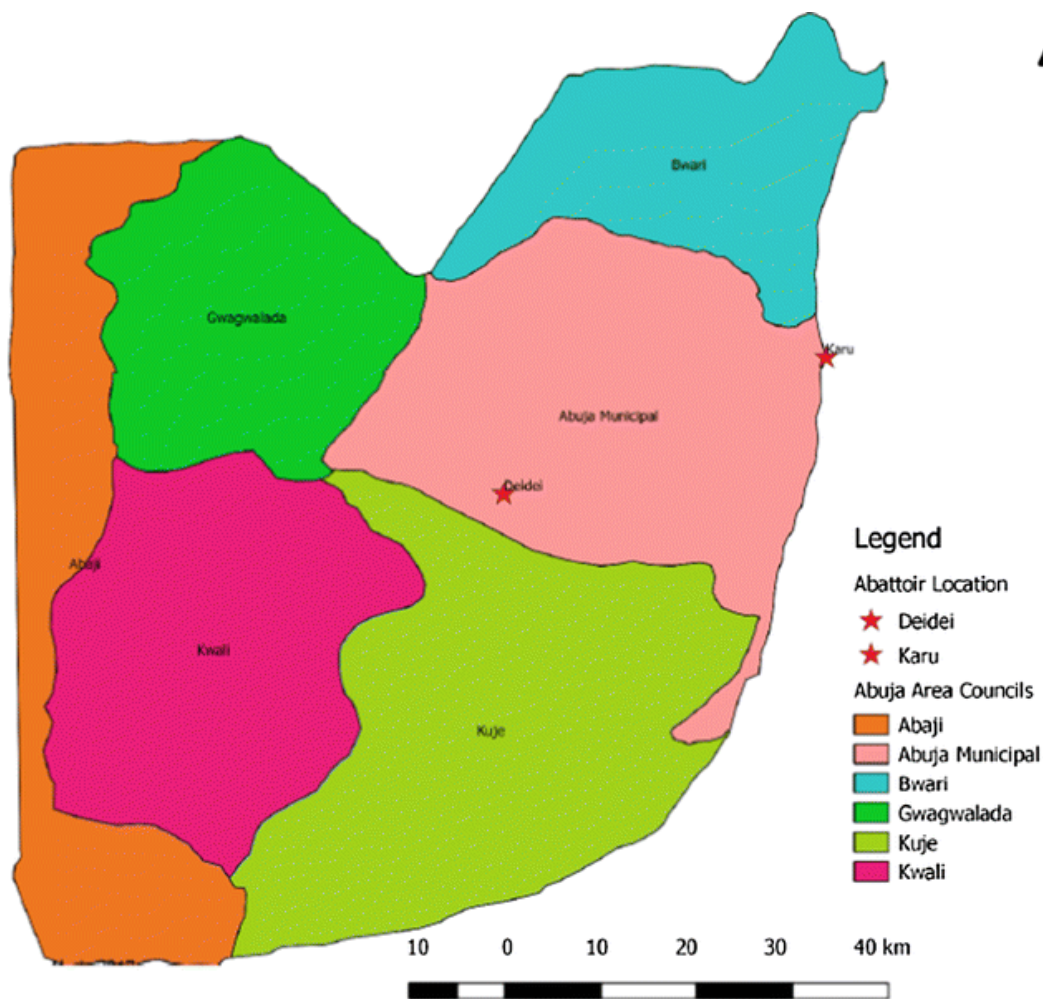 Bwari
Gwagwalada
Karu
Abuja Municipal
Deidei
Abaji
Kwali
Kuje
Legend
Abattoir Location
Deidei
Karu
Abuja Area Councils
Abaji
Abuja Municipal
Bwari
Gwagwalada
Kuje
Kwali
10 0 10 20 30 40 km